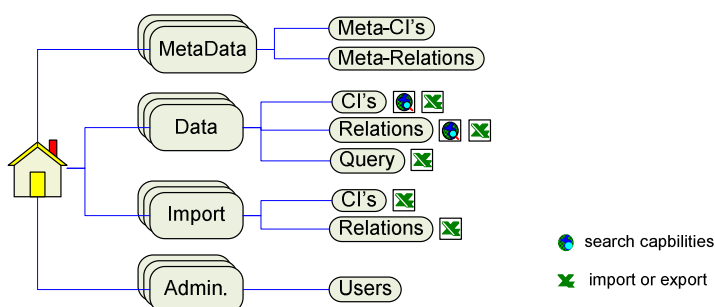 MetaData
Meta-CI's
Meta-Relations
Data
CI's
Relations
Query
Import
CI's
Relations
Admin.
Users
search capbilities
import or export